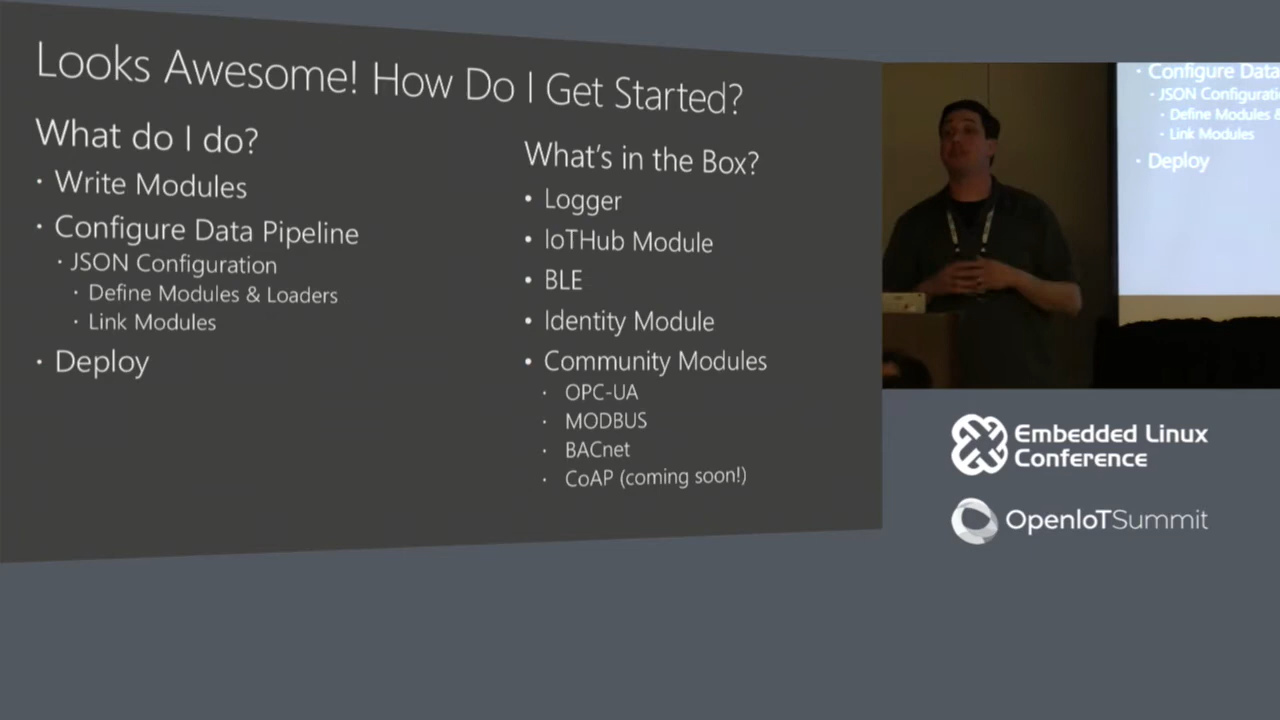 Looks Awesome! How Do I Get Started?
What do I do?
· Write Modules
· Configure Data Pipeline
· JSON Configuration
· Define Modules & Loaders
· Link Modules
· Deploy
What's in the Box?
• Logger
• IoTHub Module
• BLE
• Identity Module
• Community Modules
· OPC-UA
· MODBUS
· BACnet
· CoAP (coming soon!)
· Configure Data
· JSON Configurati
· Define Modules &
· Link Modules
· Deploy
Embedded Linux
Conference
OpenIoTSummit